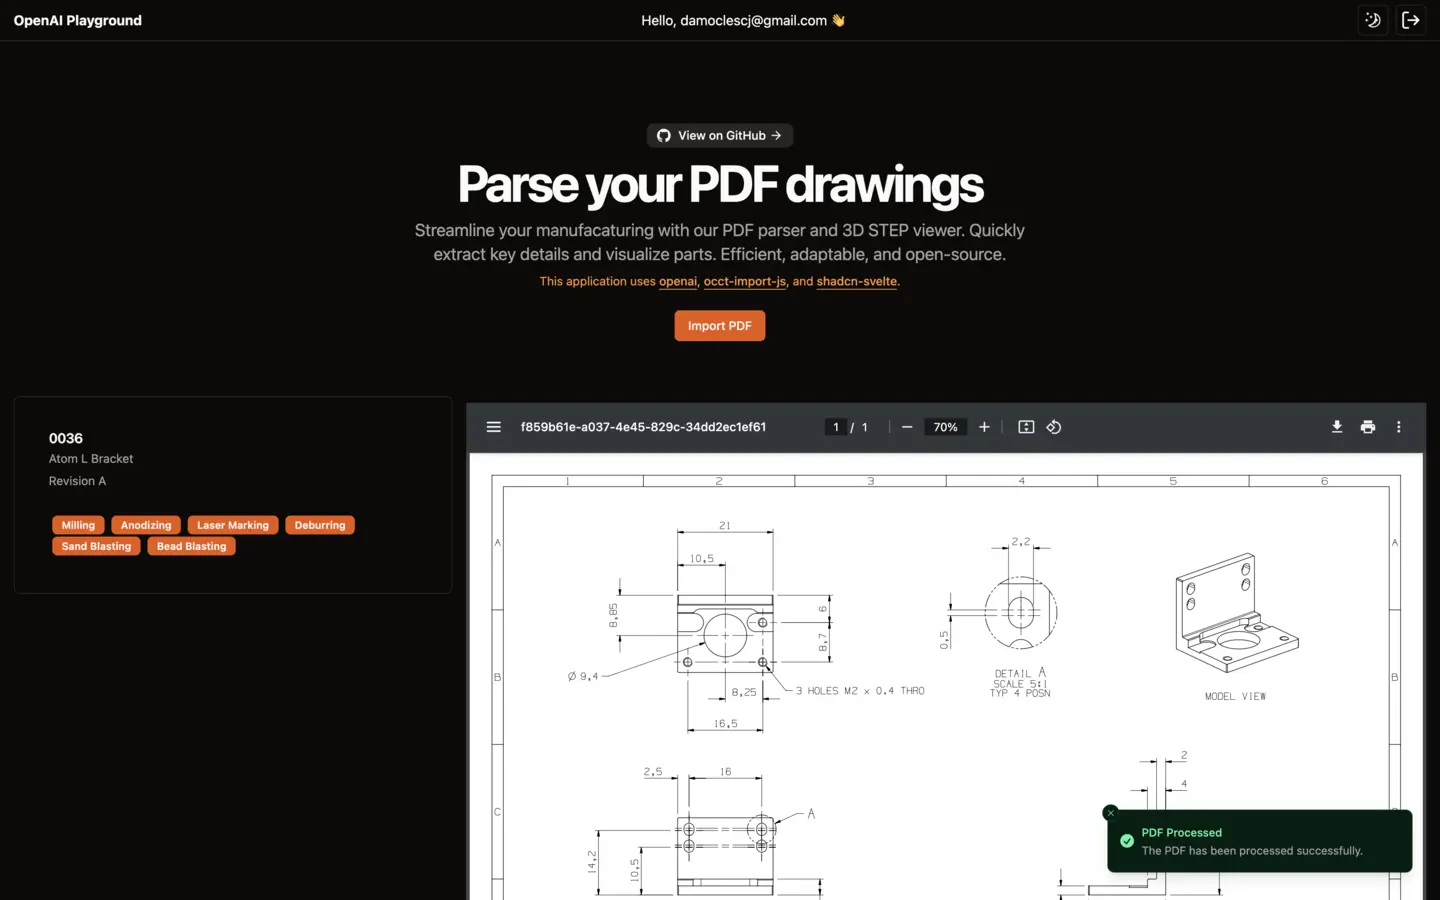 OpenAI Playground
Hello, damoclescj@gmail.com 👋
View on GitHub →
Parse your PDF drawings
Streamline your manufacaturing with our PDF parser and 3D STEP viewer. Quickly
extract key details and visualize parts. Efficient, adaptable, and open-source.
This application uses openai, occt-import-js, and shadcn-svelte.
Import PDF
0036
Atom L Bracket
Revision A
Milling
Anodizing
Laser Marking
Deburring
Sand Blasting
Bead Blasting
f859b61e-a037-4e45-829c-34dd2ec1ef61
1 / 1
70%
1 2 3 4 5 6
A
B
C
21
10,5
8,85
6
8,7
Ø 9,4
8,25
3 HOLES M2 x 0.4 THRO
16,5
2,2
0,5
DETAIL A
SCALE 5:1
TYP 4 POSN
MODEL VIEW
A
B
2,5
16
A
14,2
10,5
2
4
PDF Processed
The PDF has been processed successfully.